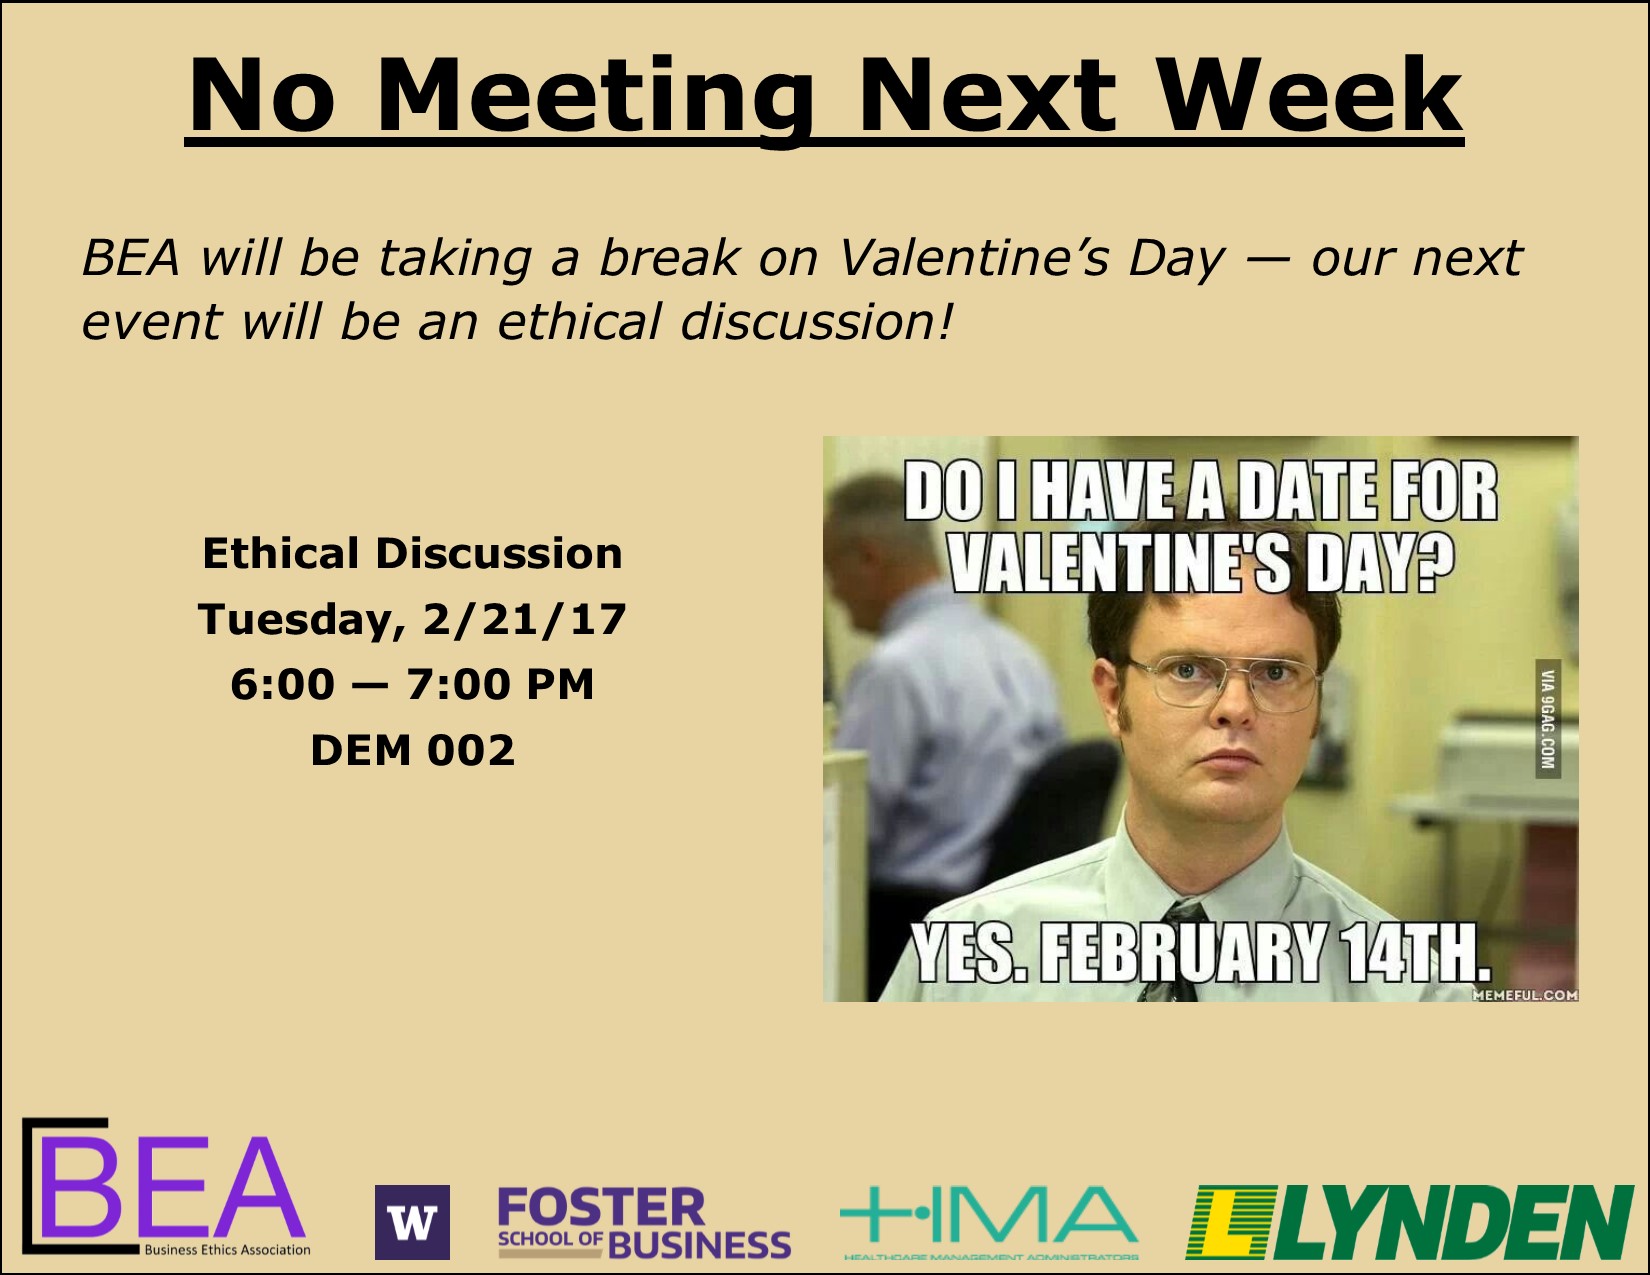 No Meeting Next Week
BEA will be taking a break on Valentine’s Day — our next
event will be an ethical discussion!
Ethical Discussion
Tuesday, 2/21/17
6:00 — 7:00 PM
DEM 002
DO I HAVE A DATE FOR
VALENTINE'S DAY?
VIA 9GAG.COM
YES. FEBRUARY 14TH.
MEMEFUL.COM
BEA
Business Ethics Association
W
FOSTER
SCHOOL OF BUSINESS
HMA
HEALTHCARE MANAGEMENT ADMINISTRATORS
L LYNDEN